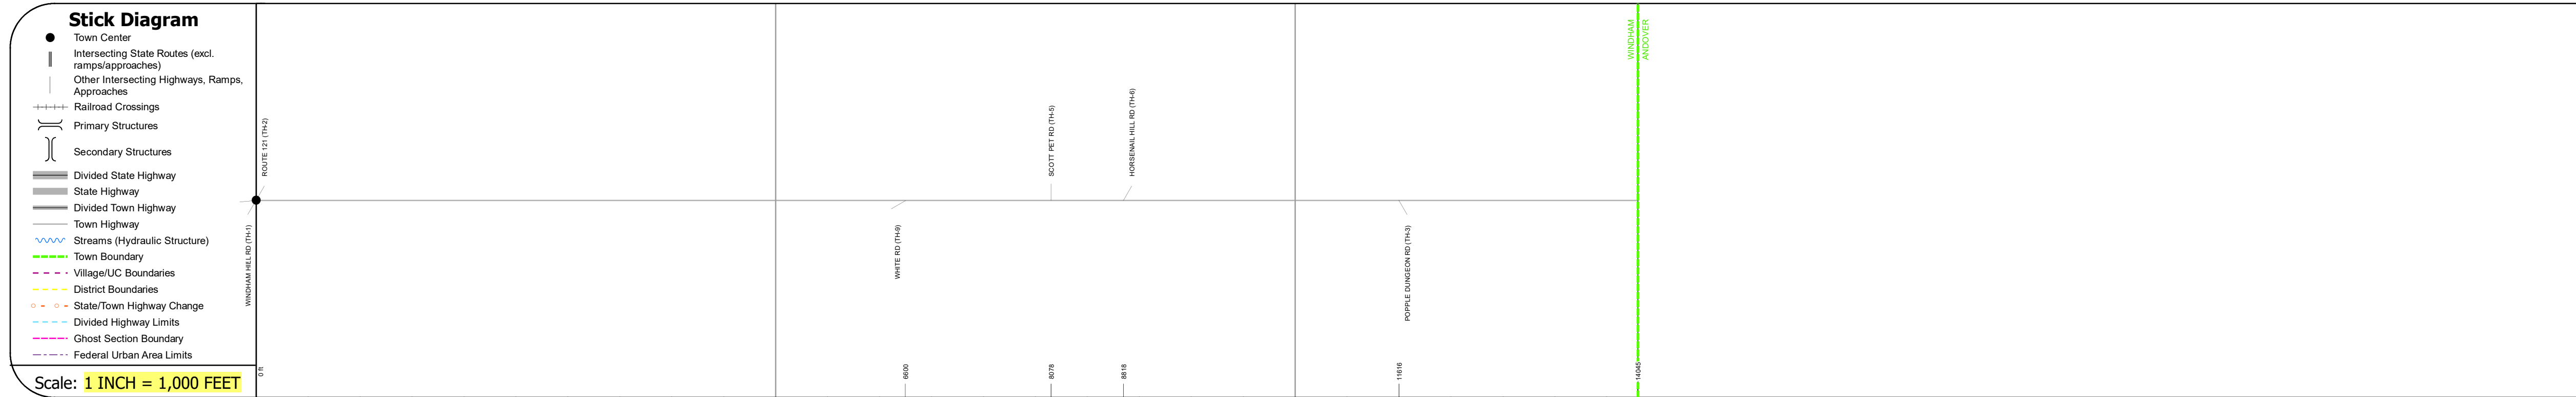 Stick Diagram
Town Center
Intersecting State Routes (excl.
ramps/approaches)
Other Intersecting Highways, Ramps,
Approaches
Railroad Crossings
Primary Structures
Secondary Structures
Divided State Highway
State Highway
Divided Town Highway
Town Highway
Streams (Hydraulic Structure)
Town Boundary
Village/UC Boundaries
District Boundaries
State/Town Highway Change
Divided Highway Limits
Ghost Section Boundary
Federal Urban Area Limits
Scale: 1 INCH = 1,000 FEET
ROUTE 121 (TH-2)
WINDHAM HILL RD (TH-1)
0 ft
WHITE RD (TH-9)
6600
SCOTT PET RD (TH-5)
8078
HORSENAIL HILL RD (TH-6)
8818
POPPLE DUNGEON RD (TH-3)
11616
WINDHAM
ANDOVER
14045